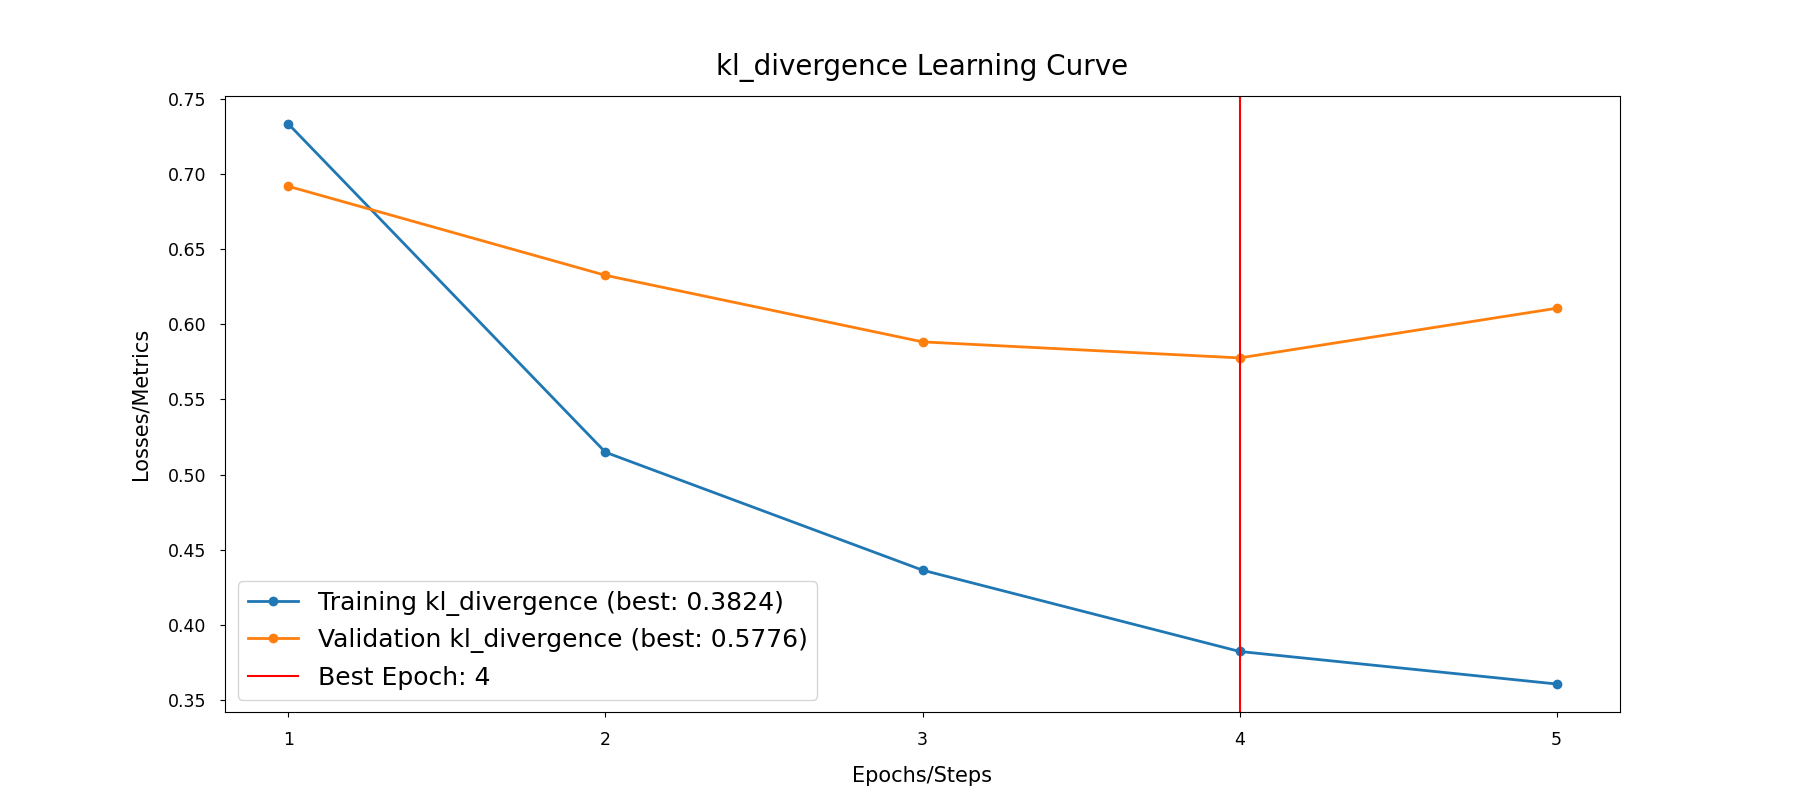 kl_divergence Learning Curve
0.75
0.70
0.65
0.60
0.55
0.50
0.45
0.40
0.35
Losses/Metrics
Training kl_divergence (best: 0.3824)
Validation kl_divergence (best: 0.5776)
Best Epoch: 4
1 2 3 4 5
Epochs/Steps